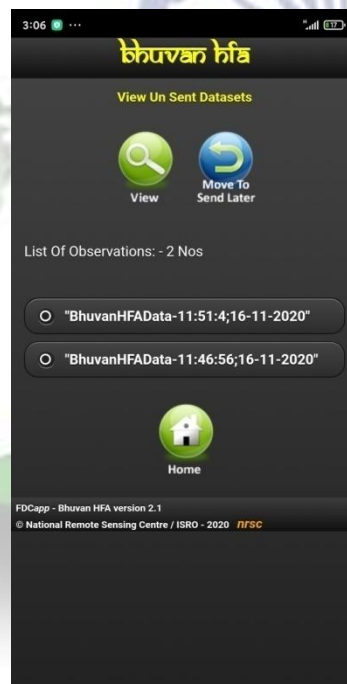 3:06 ...
17
bhuvan hfa
View Un Sent Datasets
View
Move To
Send Later
List Of Observations: - 2 Nos
"BhuvanHFAData-11:51:4;16-11-2020"
"BhuvanHFAData-11:46:56;16-11-2020"
Home
FDCapp - Bhuvan HFA version 2.1
© National Remote Sensing Centre / ISRO - 2020 nrsc